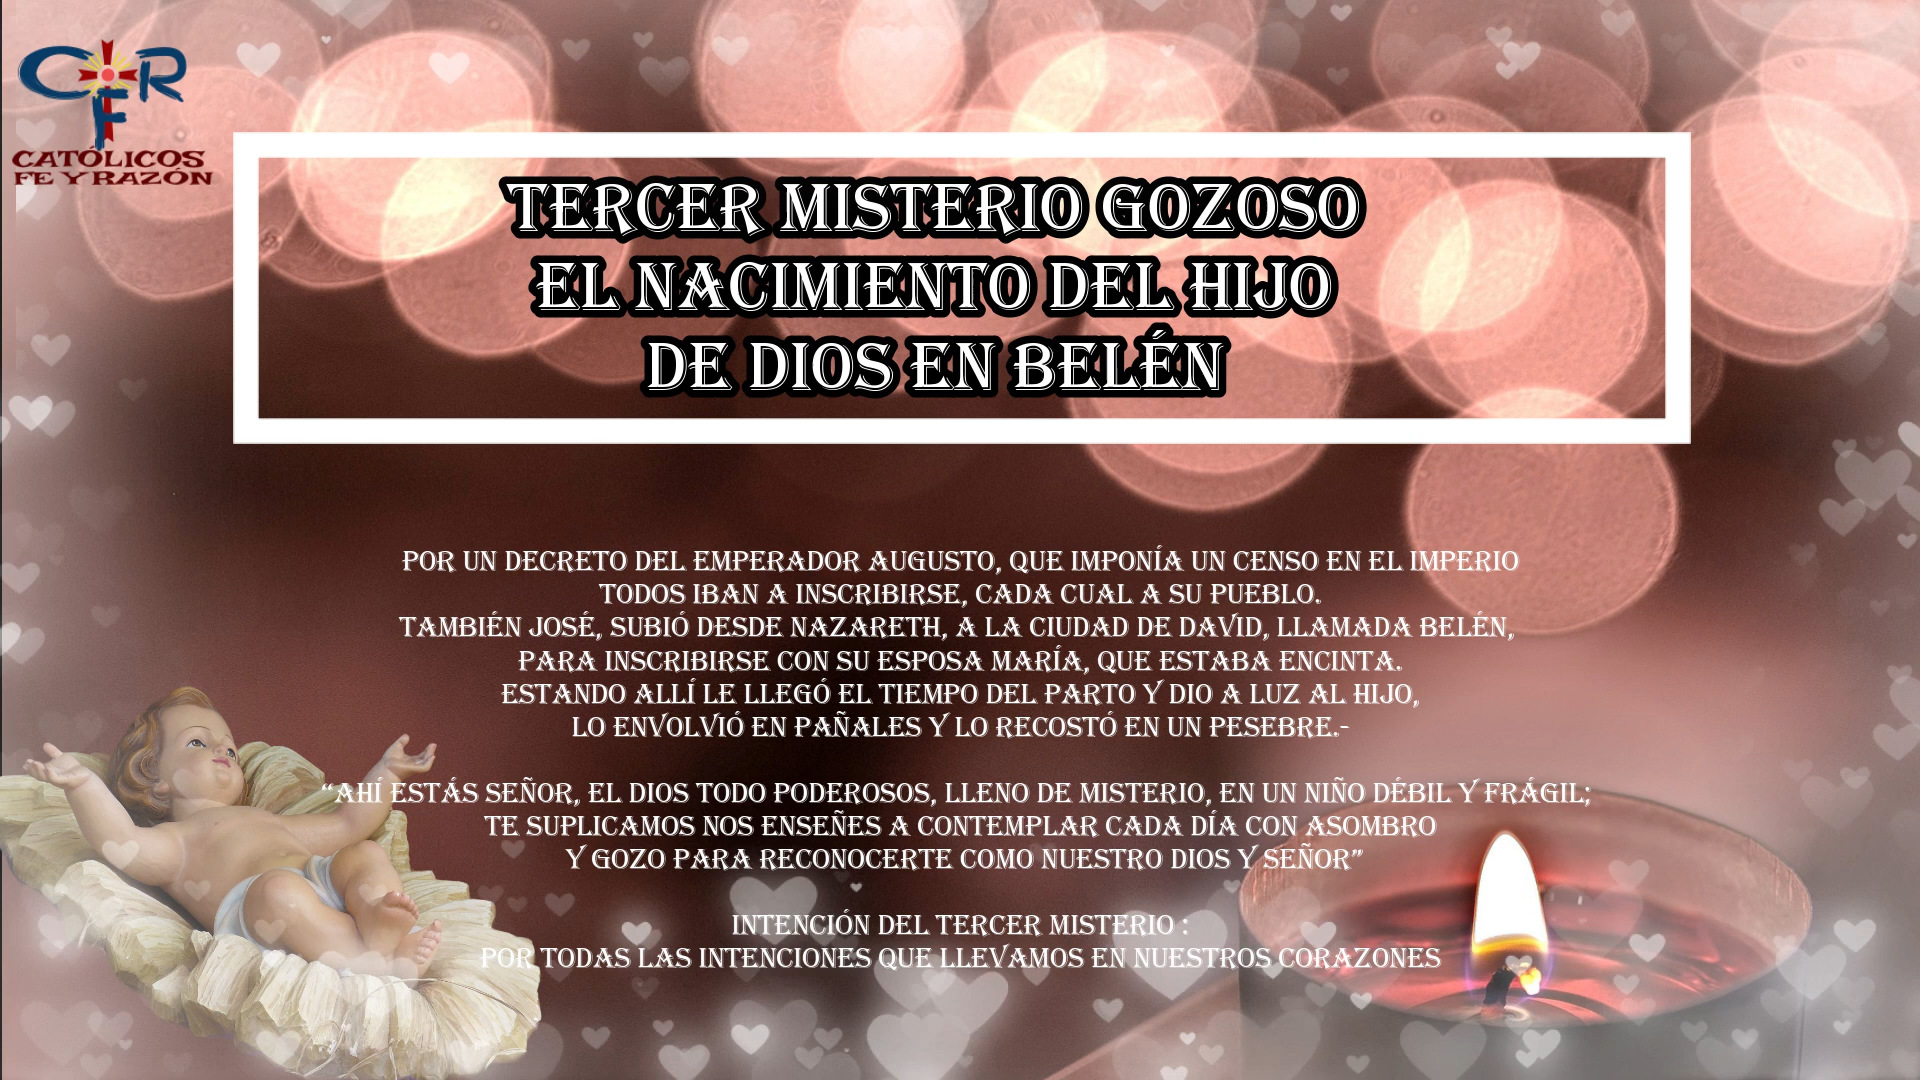 CFR
CATÓLICOS
FE Y RAZÓN
TERCER MISTERIO GOZOSO
EL NACIMIENTO DEL HIJO
DE DIOS EN BELÉN
POR UN DECRETO DEL EMPERADOR AUGUSTO, QUE IMPONÍA UN CENSO EN EL IMPERIO
TODOS IBAN A INSCRIBIRSE, CADA CUAL A SU PUEBLO.
TAMBIÉN JOSÉ, SUBIÓ DESDE NAZARETH, A LA CIUDAD DE DAVID, LLAMADA BELÉN,
PARA INSCRIBIRSE CON SU ESPOSA MARÍA, QUE ESTABA ENCINTA.
ESTANDO ALLÍ LE LLEGÓ EL TIEMPO DEL PARTO Y DIO A LUZ AL HIJO,
LO ENVOLVIÓ EN PAÑALES Y LO RECOSTÓ EN UN PESEBRE.-
“AHÍ ESTÁS SEÑOR, EL DIOS TODO PODEROSOS, LLENO DE MISTERIO, EN UN NIÑO DÉBIL Y FRÁGIL;
TE SUPLICAMOS NOS ENSEÑES A CONTEMPLAR CADA DÍA CON ASOMBRO
Y GOZO PARA RECONOCERTE COMO NUESTRO DIOS Y SEÑOR”
INTENCIÓN DEL TERCER MISTERIO :
POR TODAS LAS INTENCIONES QUE LLEVAMOS EN NUESTROS CORAZONES